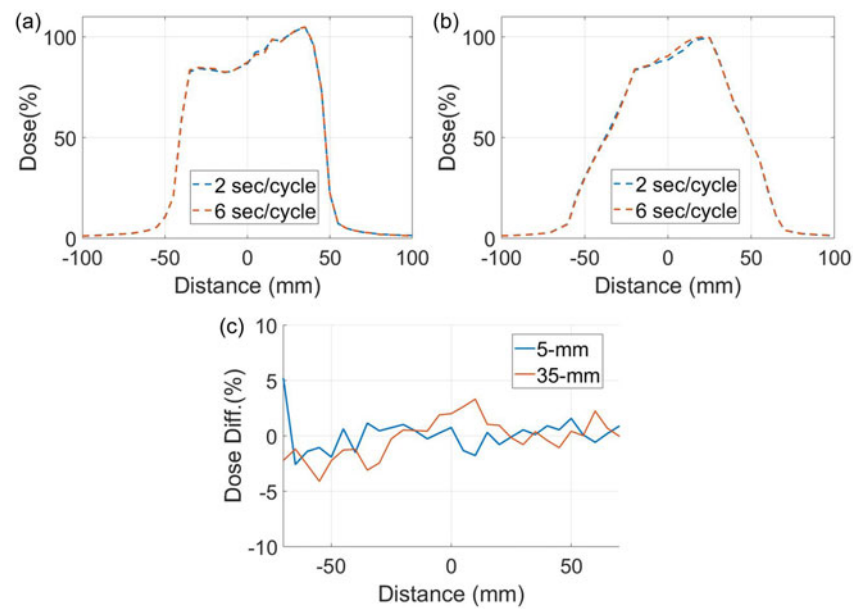 (a)
Dose(%)
100
50
0
2 sec/cycle
6 sec/cycle
-100
-50
0
50
100
Distance (mm)
(b)
Dose(%)
100
50
0
2 sec/cycle
6 sec/cycle
-100
-50
0
50
100
Distance (mm)
(c)
Dose Diff.(%)
10
5
0
-5
-10
5-mm
35-mm
-50
0
50
Distance (mm)